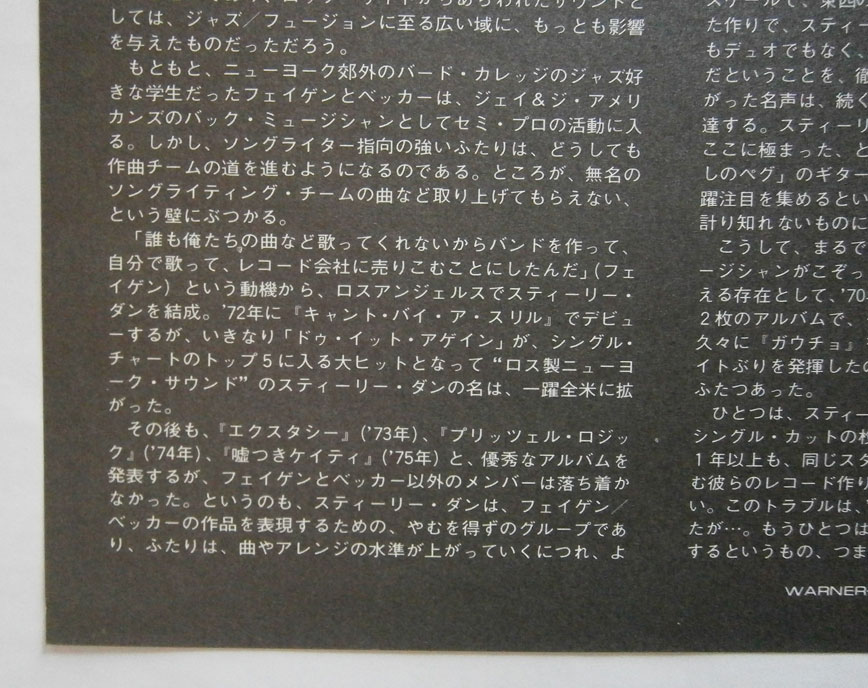 しては、ジャズ／フュージョンに至る広い域に、もっとも影響
を与えたものだっただろう。
もともと、ニューヨーク郊外のバード・カレッジのジャズ好
きな学生だったフェイゲンとベッカーは、ジェイ＆ジ・アメリ
カンズのバック・ミュージシャンとしてセミ・プロの活動に入
る。しかし、ソングライター指向の強いふたりは、どうしても
作曲チームの道を進むようになるのである。ところが、無名の
ソングライティング・チームの曲など取り上げてもらえない、
という壁にぶつかる。
「誰も俺たちの曲など歌ってくれないからバンドを作って、
自分で歌って、レコード会社に売りこむことにしたんだ」(フェ
イゲン) という動機から、ロスアンジェルスでスティーリー・
ダンを結成。'72年に『キャント・バイ・ア・スリル』でデビュ
ーするが、いきなり「ドゥ・イット・アゲイン」が、シングル・
チャートのトップ５に入る大ヒットとなって“ロス製ニューヨ
ーク・サウンド”のスティーリー・ダンの名は、一躍全米に拡
がった。
その後も、『エクスタシー』('73年)、『プリッツェル・ロジッ
ク』('74年)、『嘘つきケイティ』('75年) と、優秀なアルバムを
発表するが、フェイゲンとベッカー以外のメンバーは落ち着か
なかった。というのも、スティーリー・ダンは、フェイゲン／
ベッカーの作品を表現するための、やむを得ずのグループであ
り、ふたりは、曲やアレンジの水準が上がっていくにつれ、よ
た作りで、スティ
もデュオでもなく、
だということを、徹
がった名声は、続く
達する。スティーリ
ここに極まった、と
しのペグ」のギター
躍注目を集めるとい
計り知れないものに
こうして、まるで
ージシャンがこぞっ
える存在として、'70
２枚のアルバムで、
久々に『ガウチョ』
イトぶりを発揮した
ふたつあった。
ひとつは、スティー
シングル・カットの
１年以上も、同じスタ
む彼らのレコード作り
い。このトラブルは、
たが…。もうひとつは
するというもの、つま
WARNER-